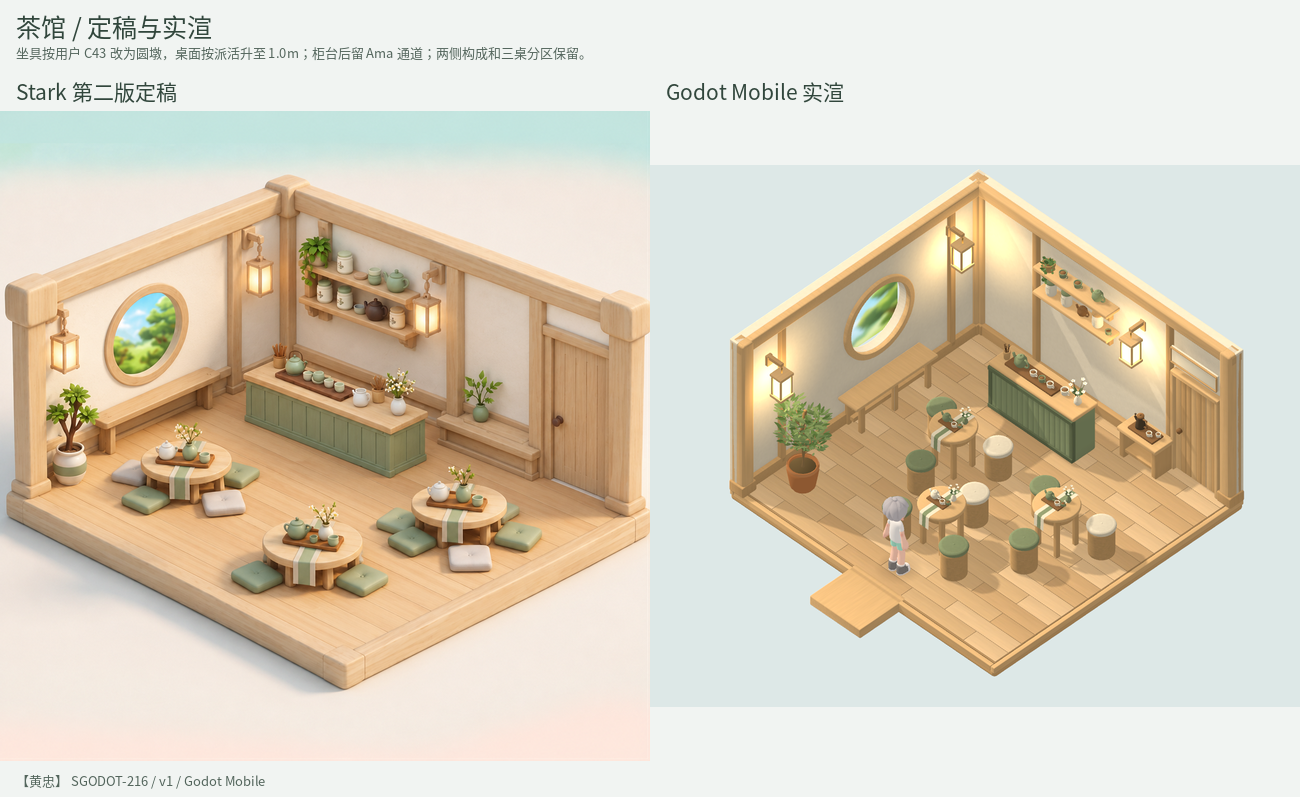 茶馆 / 定稿与实渲
坐具按用户 C43 改为圆墩，桌面按派活升至 1.0m；柜台后留 Ama 通道；两侧构成和三桌分区保留。
Stark 第二版定稿
Godot Mobile 实渲
【黄忠】 SGODOT-216 / v1 / Godot Mobile